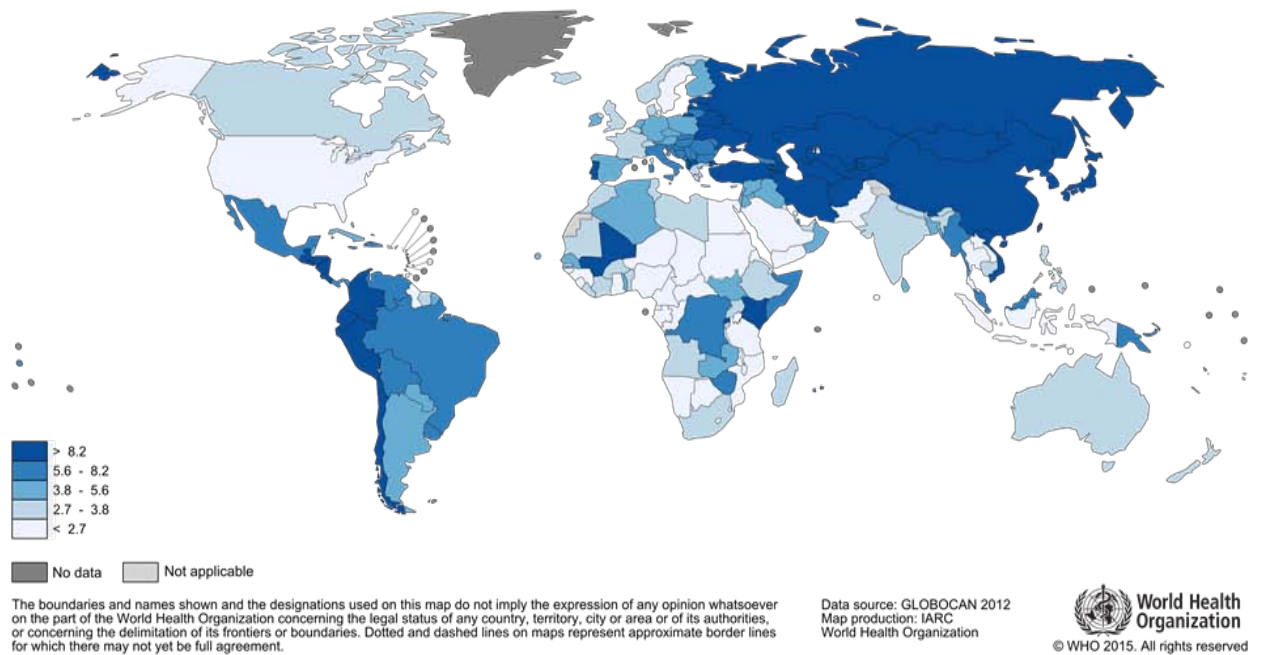 > 8.2
5.6 - 8.2
3.8 - 5.6
2.7 - 3.8
< 2.7
No data
Not applicable
The boundaries and names shown and the designations used on this map do not imply the expression of any opinion whatsoever
on the part of the World Health Organization concerning the legal status of any country, territory, city or area or of its authorities,
or concerning the delimitation of its frontiers or boundaries. Dotted and dashed lines on maps represent approximate border lines
for which there may not yet be full agreement.
Data source: GLOBOCAN 2012
Map production: IARC
World Health Organization
World Health
Organization
© WHO 2015. All rights reserved